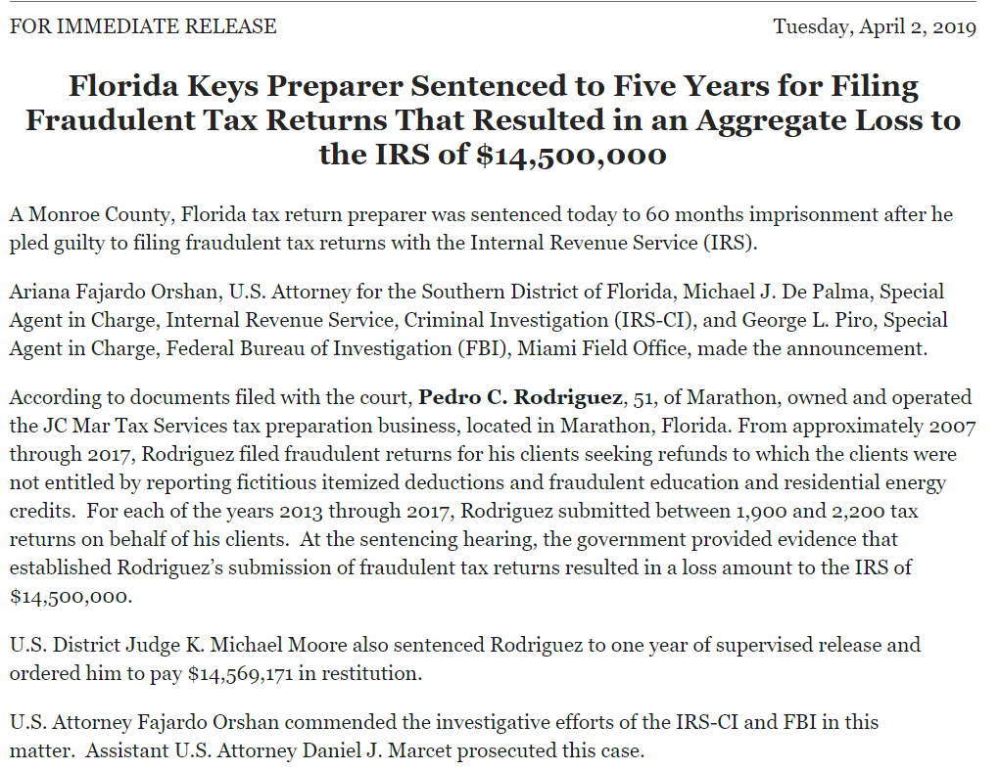 FOR IMMEDIATE RELEASE
Tuesday, April 2, 2019
Florida Keys Preparer Sentenced to Five Years for Filing
Fraudulent Tax Returns That Resulted in an Aggregate Loss to
the IRS of $14,500,000
A Monroe County, Florida tax return preparer was sentenced today to 60 months imprisonment after he
pled guilty to filing fraudulent tax returns with the Internal Revenue Service (IRS).
Ariana Fajardo Orshan, U.S. Attorney for the Southern District of Florida, Michael J. De Palma, Special
Agent in Charge, Internal Revenue Service, Criminal Investigation (IRS-CI), and George L. Piro, Special
Agent in Charge, Federal Bureau of Investigation (FBI), Miami Field Office, made the announcement.
According to documents filed with the court, Pedro C. Rodriguez, 51, of Marathon, owned and operated
the JC Mar Tax Services tax preparation business, located in Marathon, Florida. From approximately 2007
through 2017, Rodriguez filed fraudulent returns for his clients seeking refunds to which the clients were
not entitled by reporting fictitious itemized deductions and fraudulent education and residential energy
credits.  For each of the years 2013 through 2017, Rodriguez submitted between 1,900 and 2,200 tax
returns on behalf of his clients.  At the sentencing hearing, the government provided evidence that
established Rodriguez’s submission of fraudulent tax returns resulted in a loss amount to the IRS of
$14,500,000.
U.S. District Judge K. Michael Moore also sentenced Rodriguez to one year of supervised release and
ordered him to pay $14,569,171 in restitution.
U.S. Attorney Fajardo Orshan commended the investigative efforts of the IRS-CI and FBI in this
matter.  Assistant U.S. Attorney Daniel J. Marcet prosecuted this case.